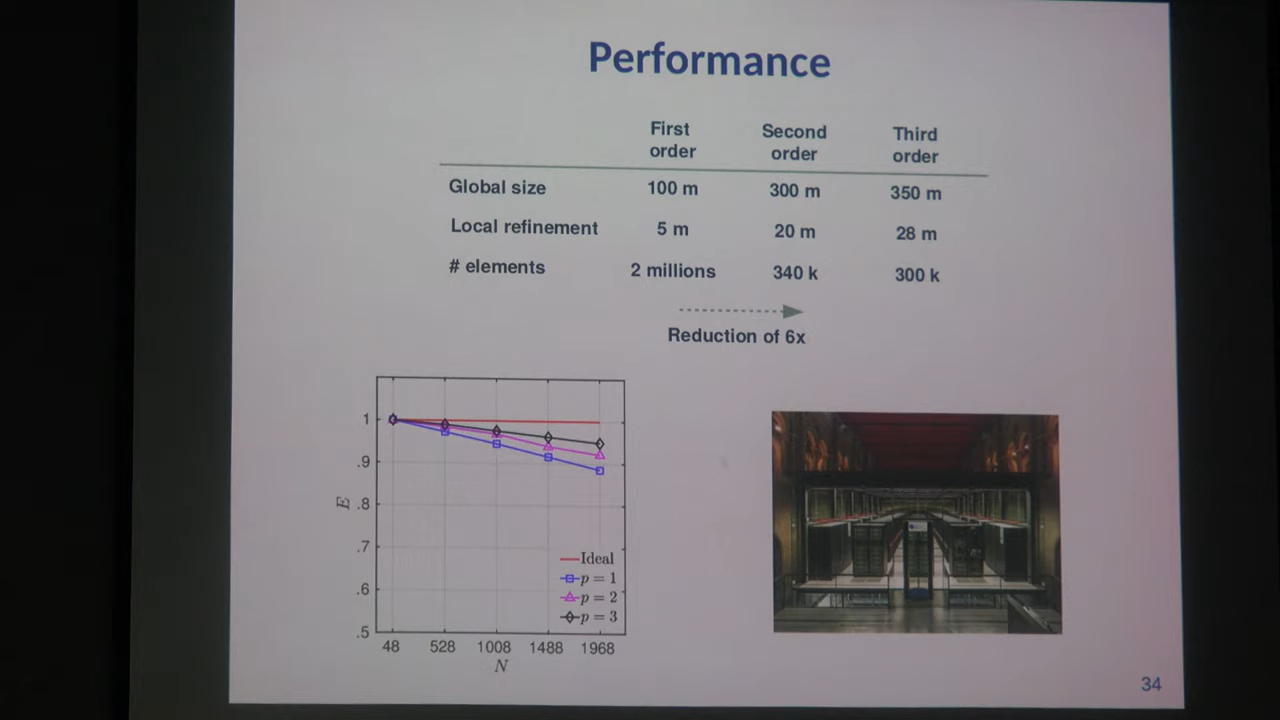 Performance
First order
Second order
Third order
Global size 100 m 300 m 350 m
Local refinement 5 m 20 m 28 m
# elements 2 millions 340 k 300 k
Reduction of 6x
1
.9
.8
.7
.6
.5
E
Ideal
p = 1
p = 2
p = 3
48 528 1008 1488 1968
N
34